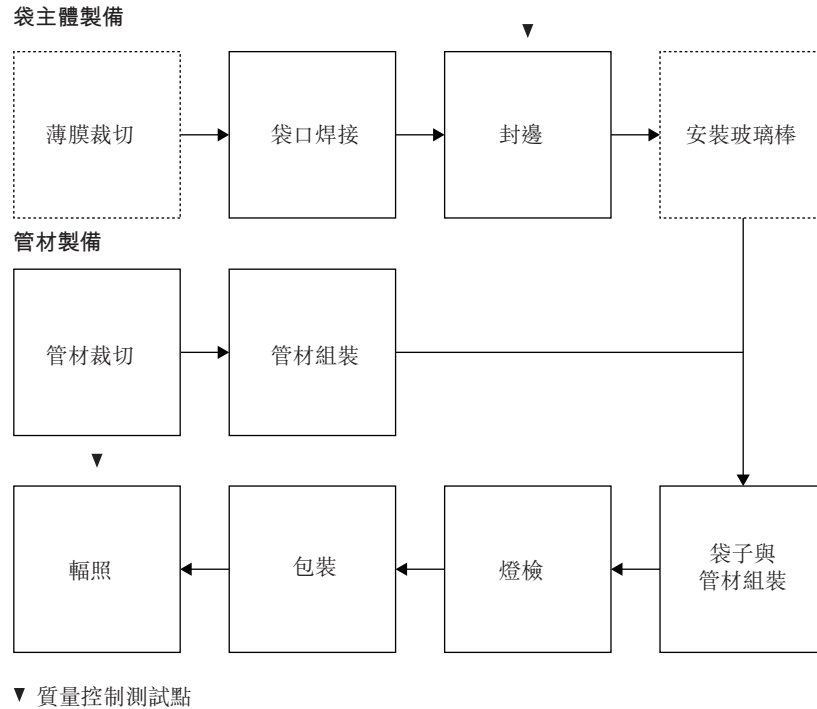 袋主體製備
薄膜裁切
袋口焊接
封邊
安裝玻璃棒
管材製備
管材裁切
管材組裝
輻照
包裝
燈檢
袋子與
管材組裝
質量控制測試點